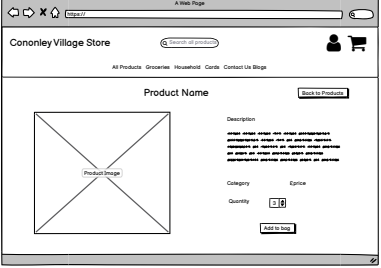 A Web Page
https://
Cononley Village Store
Search all products
All Products Groceries Household Cards Contact Us Blogs
Product Name
Back to Products
Description
Product Image
Category £price
Quantity 3
Add to bag